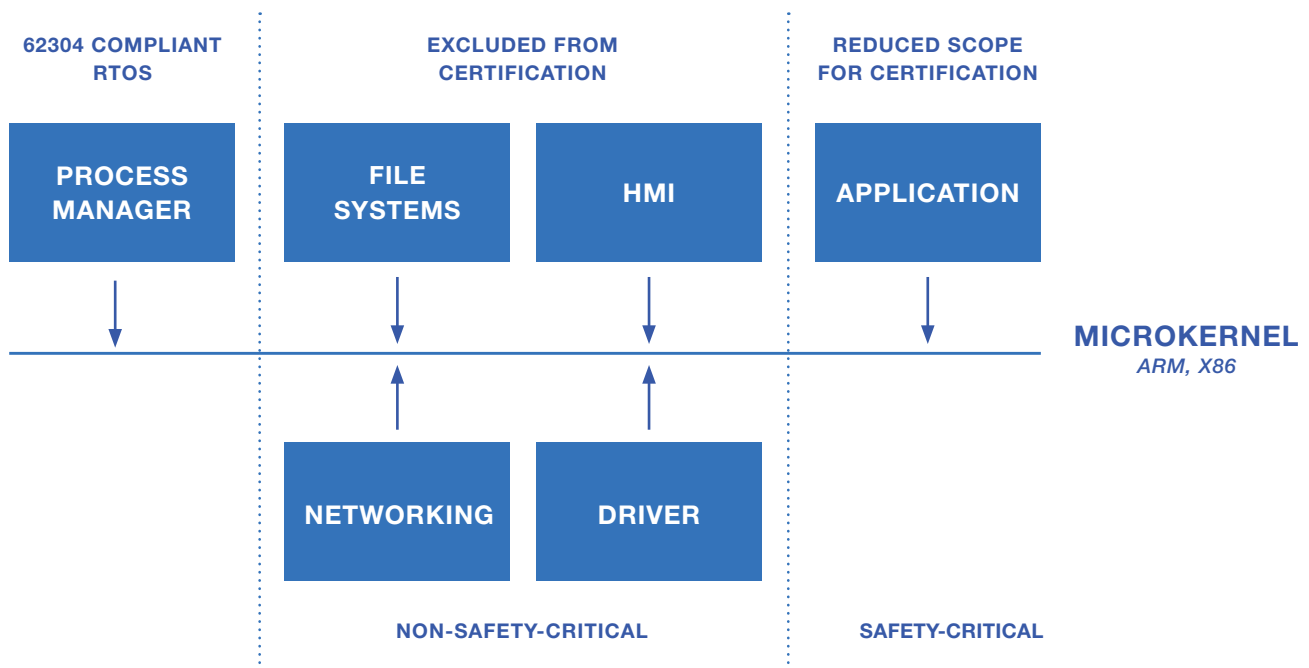 62304 COMPLIANT
RTOS
EXCLUDED FROM
CERTIFICATION
REDUCED SCOPE
FOR CERTIFICATION
PROCESS
MANAGER
FILE
SYSTEMS
HMI
APPLICATION
MICROKERNEL
ARM, X86
NETWORKING
DRIVER
NON-SAFETY-CRITICAL
SAFETY-CRITICAL